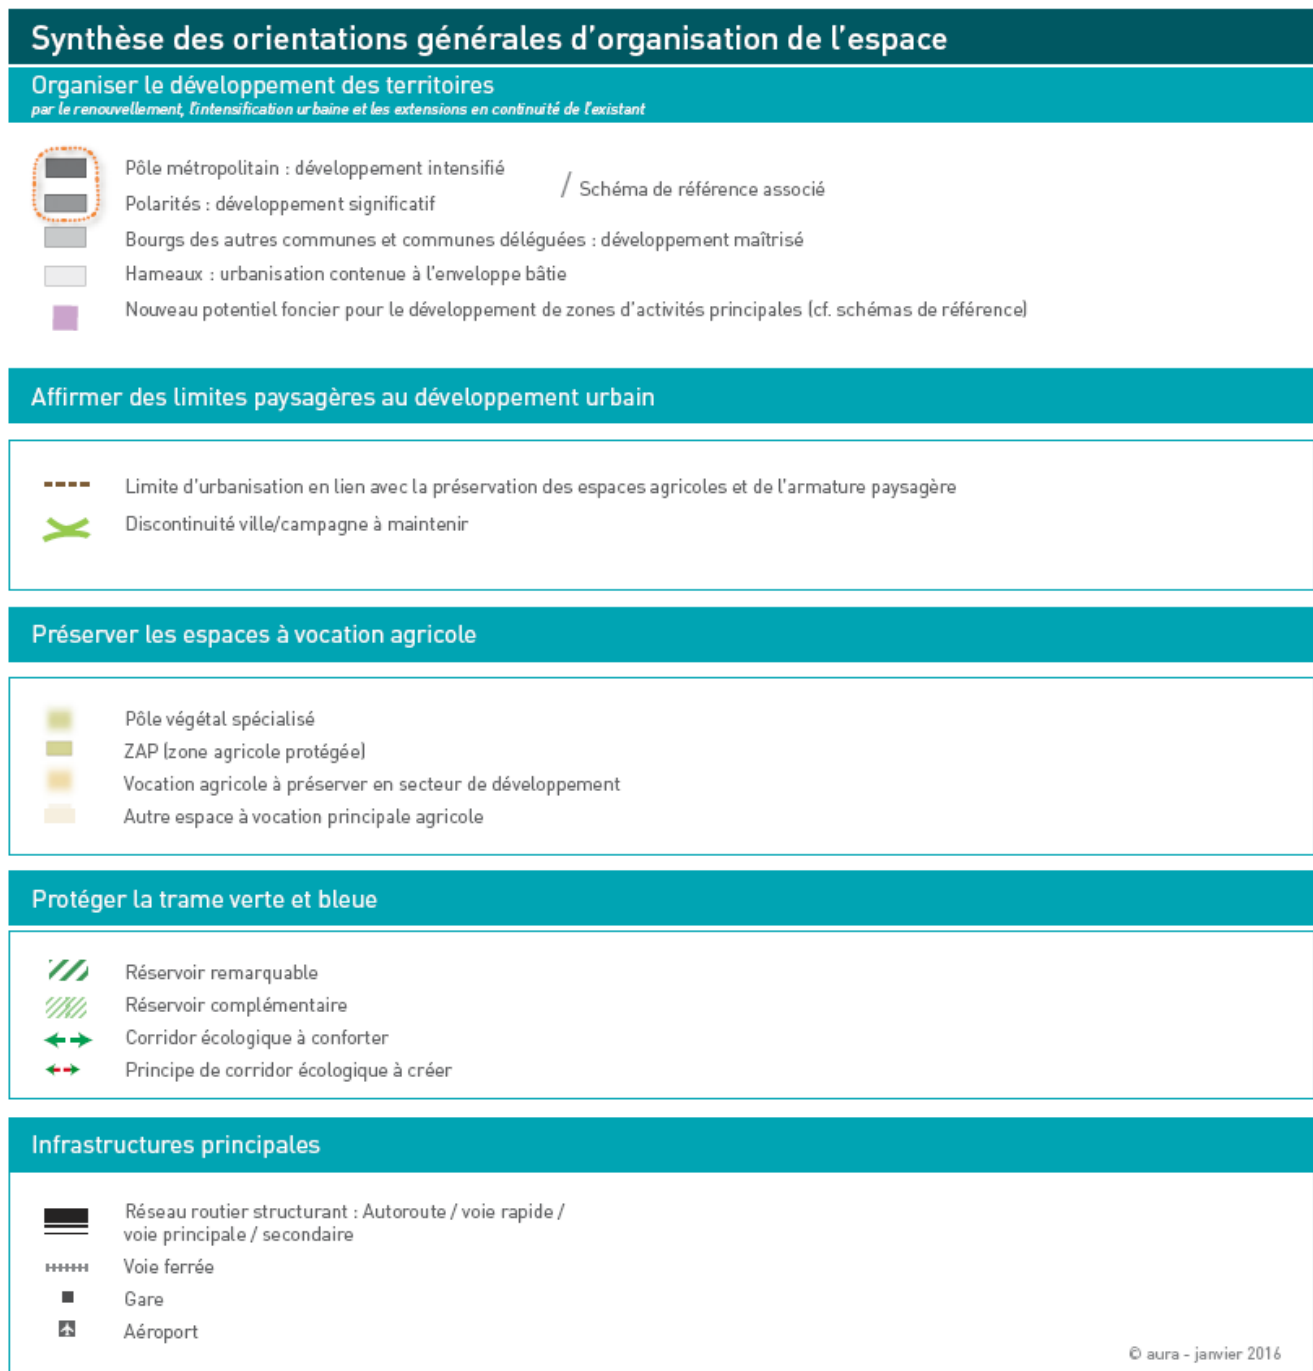 Synthèse des orientations générales d'organisation de l'espace
Organiser le développement des territoires
par le renouvellement, l'intensification urbaine et les extensions en continuité de l'existant
Pôle métropolitain : développement intensifié
/ Schéma de référence associé
Polarités : développement significatif
Bourgs des autres communes et communes déléguées : développement maîtrisé
Hameaux : urbanisation contenue à l'enveloppe bâtie
Nouveau potentiel foncier pour le développement de zones d'activités principales (cf. schémas de référence)
Affirmer des limites paysagères au développement urbain
Limite d'urbanisation en lien avec la préservation des espaces agricoles et de l'armature paysagère
Discontinuité ville/campagne à maintenir
Préserver les espaces à vocation agricole
Pôle végétal spécialisé
ZAP (zone agricole protégée)
Vocation agricole à préserver en secteur de développement
Autre espace à vocation principale agricole
Protéger la trame verte et bleue
Réservoir remarquable
Réservoir complémentaire
Corridor écologique à conforter
Principe de corridor écologique à créer
Infrastructures principales
Réseau routier structurant : Autoroute / voie rapide /
voie principale / secondaire
Voie ferrée
Gare
Aéroport
© aura - janvier 2016